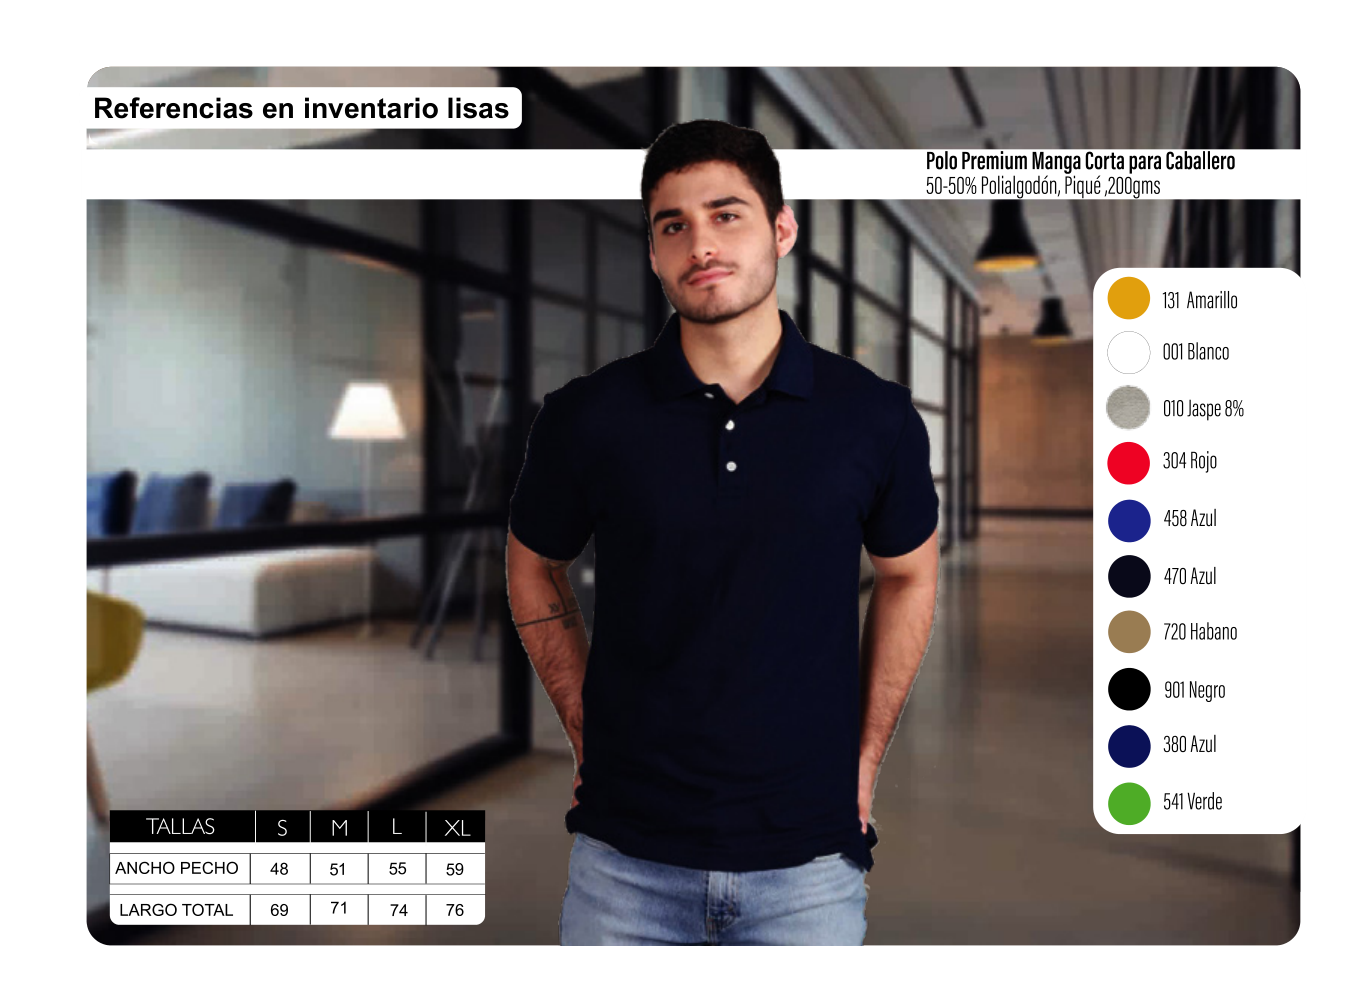 Referencias en inventario lisas
Polo Premium Manga Corta para Caballero
50-50% Polialgodón, Piqué ,200gms
131 Amarillo
001 Blanco
010 Jaspe 8%
304 Rojo
458 Azul
470 Azul
720 Habano
901 Negro
380 Azul
541 Verde
TALLAS S M L XL
ANCHO PECHO 48 51 55 59
LARGO TOTAL 69 71 74 76